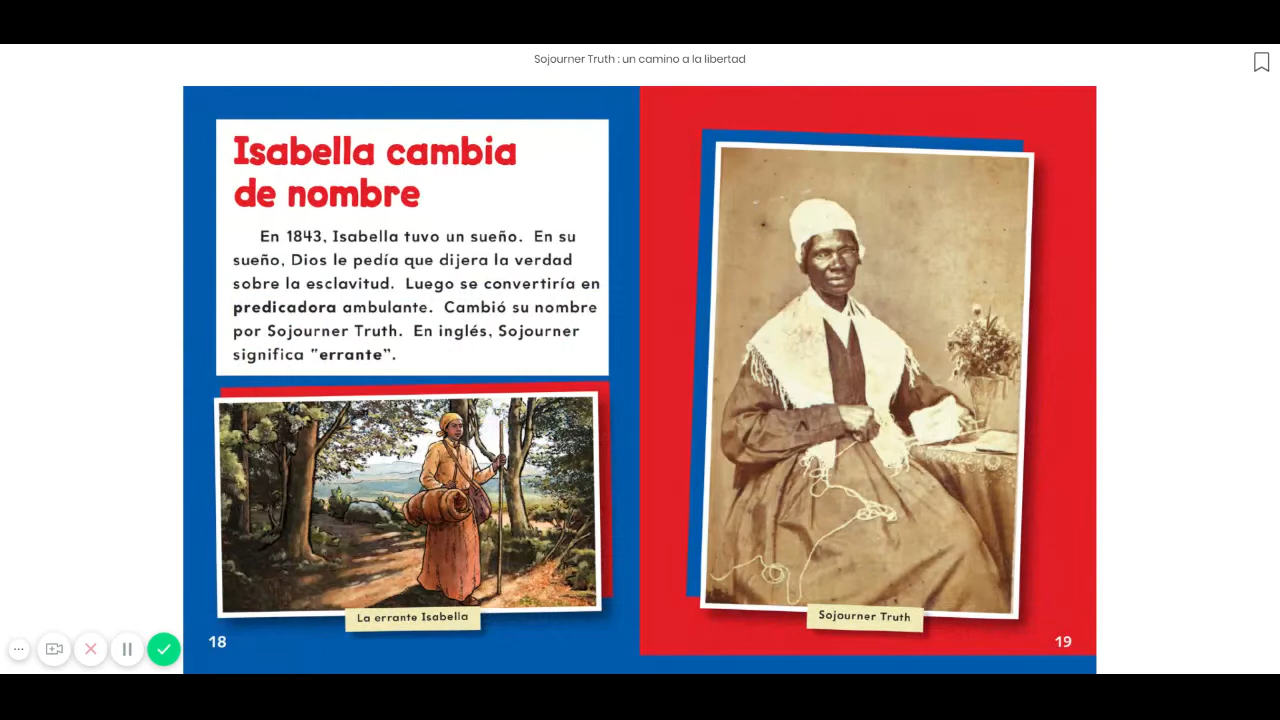 Sojourner Truth : un camino a la libertad
Isabella cambia
de nombre
En 1843, Isabella tuvo un sueño. En su
sueño, Dios le pedía que dijera la verdad
sobre la esclavitud. Luego se convertiría en
predicadora ambulante. Cambió su nombre
por Sojourner Truth. En inglés, Sojourner
significa "errante".
La errante Isabella
18
Sojourner Truth
19